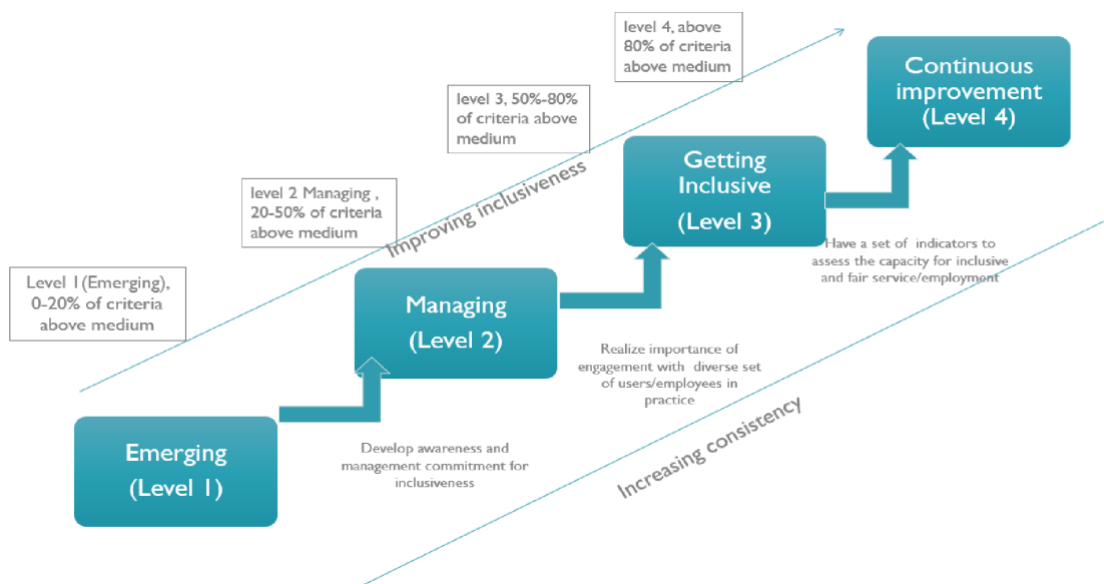 level 4, above
80% of criteria
above medium
Continuous
improvement
(Level 4)
level 3, 50%-80%
of criteria above
medium
Getting
Inclusive
(Level 3)
level 2 Managing ,
20-50% of criteria
above medium
Improving inclusiveness
Have a set of indicators to
assess the capacity for inclusive
and fair service/employment
Level 1(Emerging),
0-20% of criteria
above medium
Managing
(Level 2)
Realize importance of
engagement with diverse set
of users/employees in
practice
Increasing consistency
Emerging
(Level 1)
Develop awareness and
management commitment for
inclusiveness